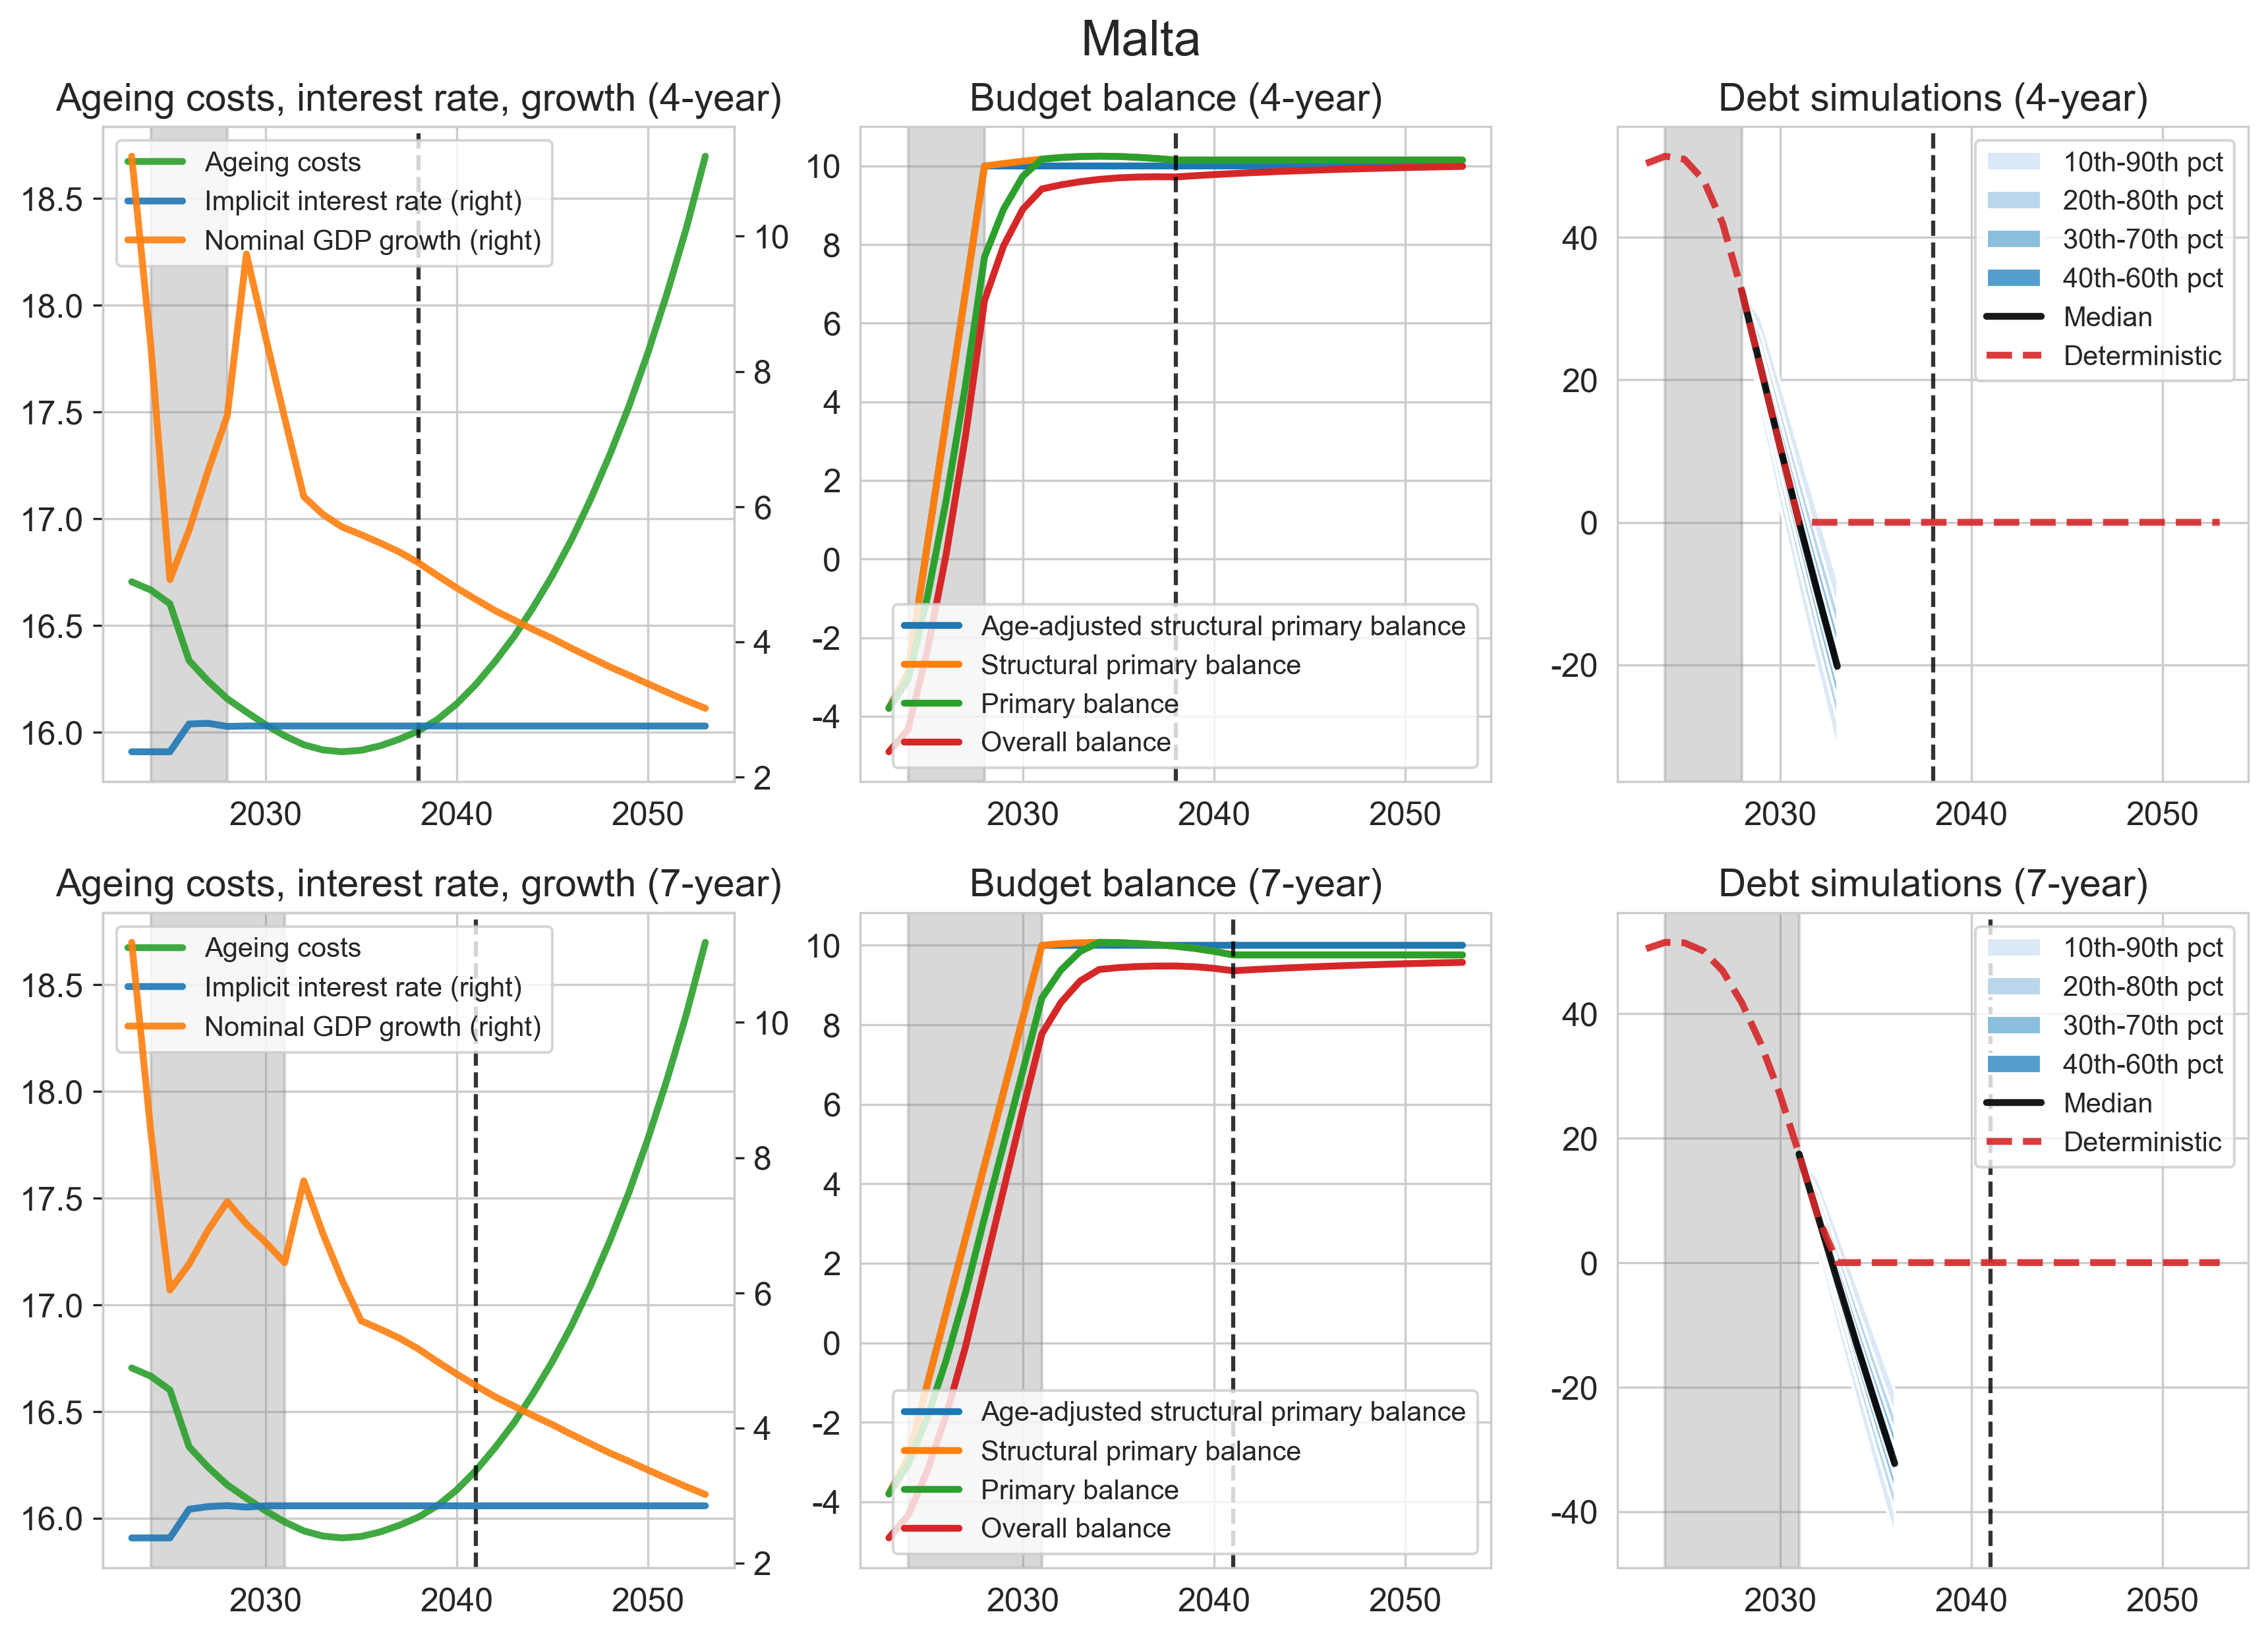 Malta
Ageing costs, interest rate, growth (4-year)
Ageing costs
Implicit interest rate (right)
Nominal GDP growth (right)
18.5
18.0
17.5
17.0
16.5
16.0
10
8
6
4
2
2030
2040
2050
Budget balance (4-year)
10
8
6
4
2
0
-2
-4
Age-adjusted structural primary balance
Structural primary balance
Primary balance
Overall balance
2030
2040
2050
Debt simulations (4-year)
40
20
0
-20
10th-90th pct
20th-80th pct
30th-70th pct
40th-60th pct
Median
Deterministic
2030
2040
2050
Ageing costs, interest rate, growth (7-year)
Ageing costs
Implicit interest rate (right)
Nominal GDP growth (right)
18.5
18.0
17.5
17.0
16.5
16.0
10
8
6
4
2
2030
2040
2050
Budget balance (7-year)
10
8
6
4
2
0
-2
-4
Age-adjusted structural primary balance
Structural primary balance
Primary balance
Overall balance
2030
2040
2050
Debt simulations (7-year)
40
20
0
-20
-40
10th-90th pct
20th-80th pct
30th-70th pct
40th-60th pct
Median
Deterministic
2030
2040
2050